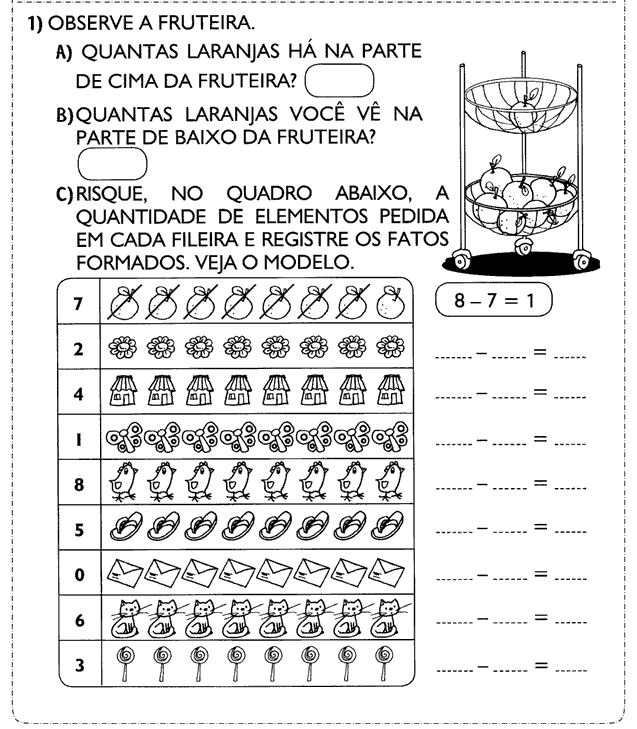 1) OBSERVE A FRUTEIRA.
A) QUANTAS LARANJAS HÁ NA PARTE
DE CIMA DA FRUTEIRA?
B) QUANTAS LARANJAS VOCÊ VÊ NA
PARTE DE BAIXO DA FRUTEIRA?
C) RISQUE, NO QUADRO ABAIXO, A
QUANTIDADE DE ELEMENTOS PEDIDA
EM CADA FILEIRA E REGISTRE OS FATOS
FORMADOS. VEJA O MODELO.
7 8 – 7 = 1
2 ------ – ------ = ------
4 ------ – ------ = ------
1 ------ – ------ = ------
8 ------ – ------ = ------
5 ------ – ------ = ------
0 ------ – ------ = ------
6 ------ – ------ = ------
3 ------ – ------ = ------